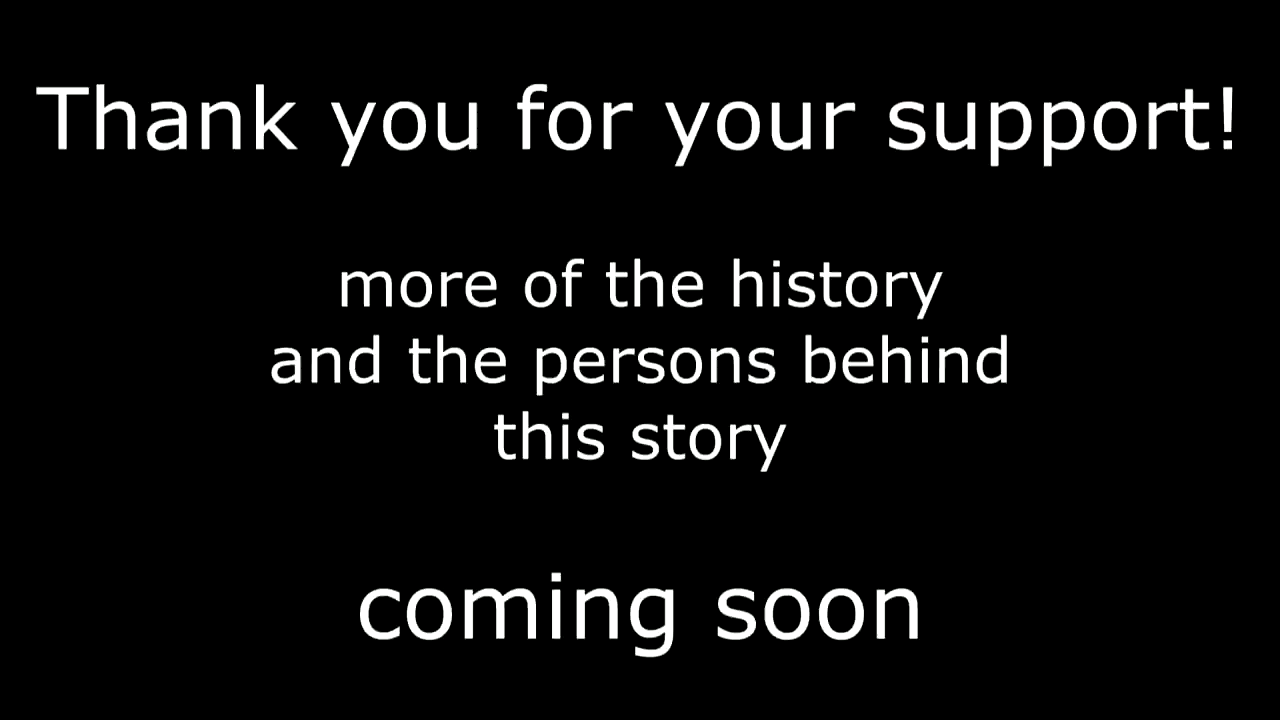 Thank you for your support!
more of the history
and the persons behind
this story
coming soon